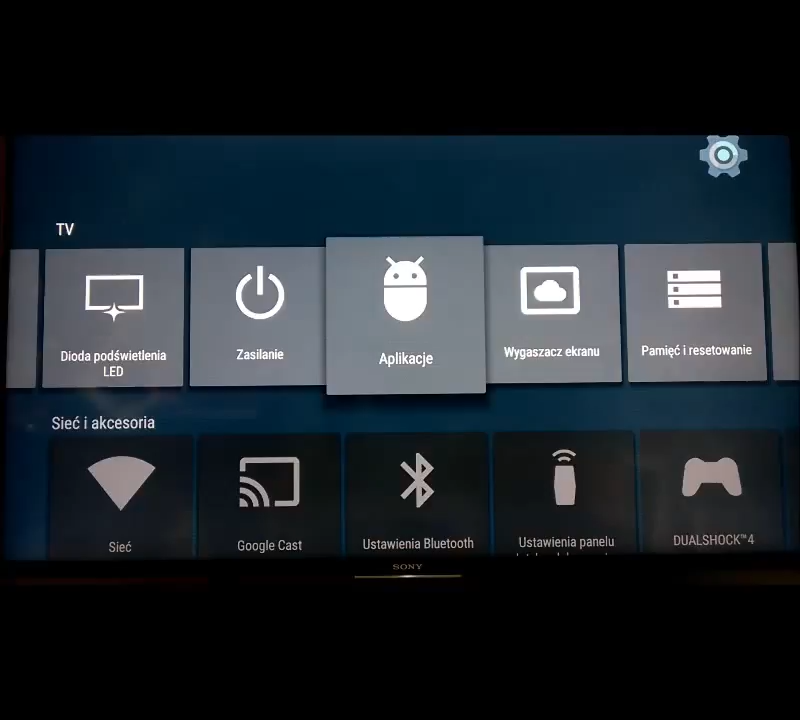 TV
Dioda podświetlenia
LED
Zasilanie
Aplikacje
Wygaszacz ekranu
Pamięć i resetowanie
Sieć i akcesoria
Sieć
Google Cast
Ustawienia Bluetooth
Ustawienia panelu
DUALSHOCK™4
SONY